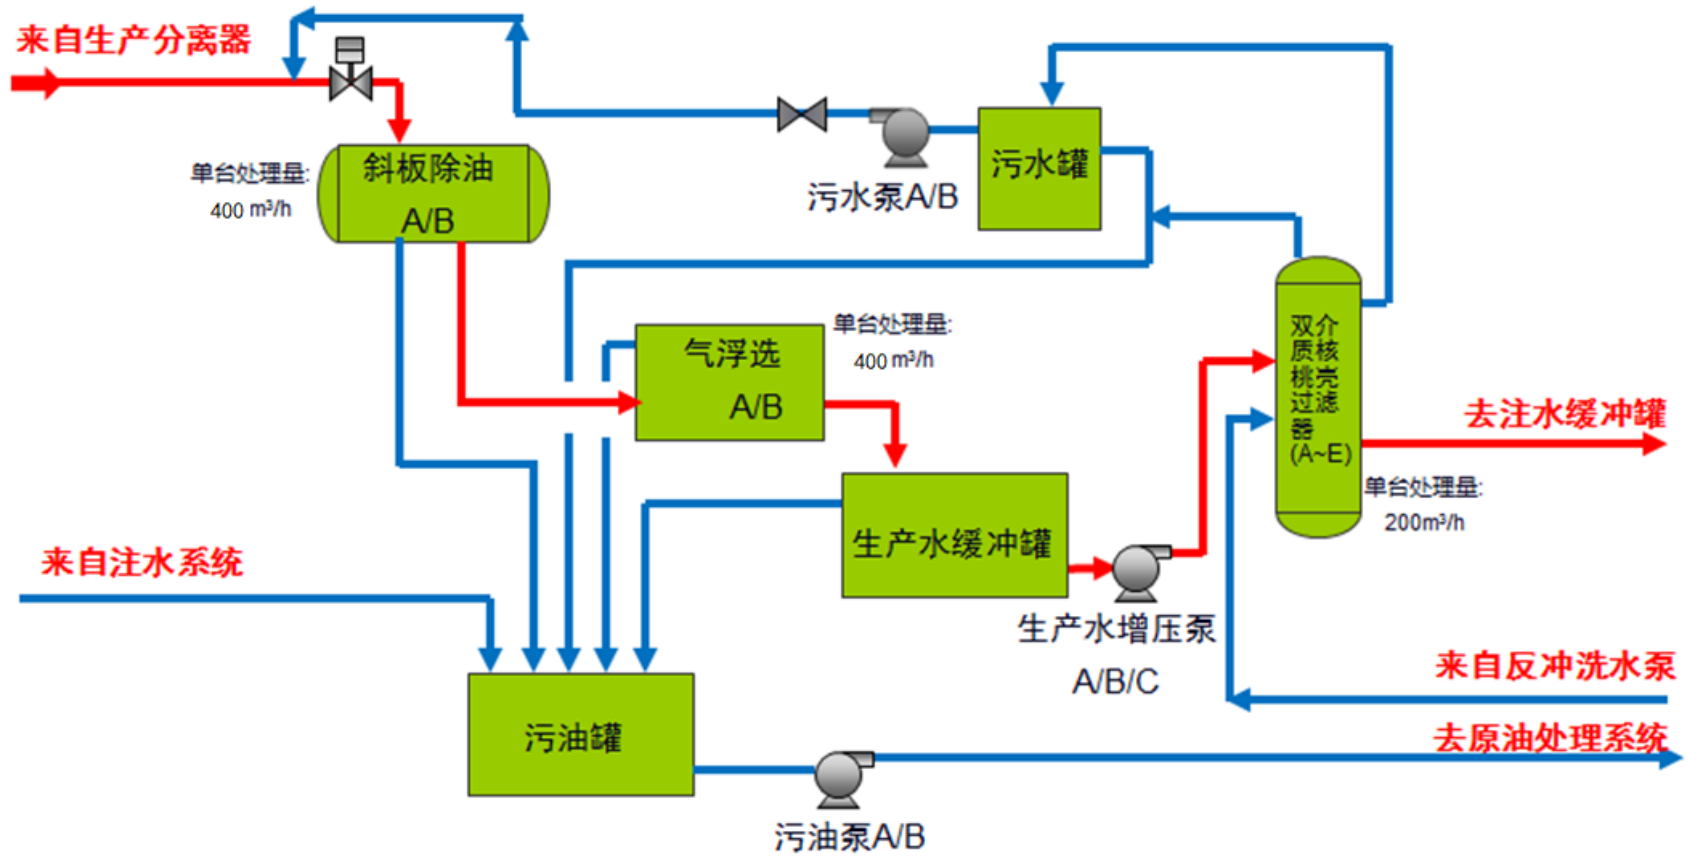 来自生产分离器
单台处理量:
400 m³/h
斜板除油
A/B
污水泵A/B
污水罐
气浮选
A/B
单台处理量:
400 m³/h
双介
质核
桃壳
过滤
器
(A~E)
去注水缓冲罐
单台处理量:
200m³/h
生产水缓冲罐
来自注水系统
生产水增压泵
A/B/C
来自反冲洗水泵
去原油处理系统
污油罐
污油泵A/B